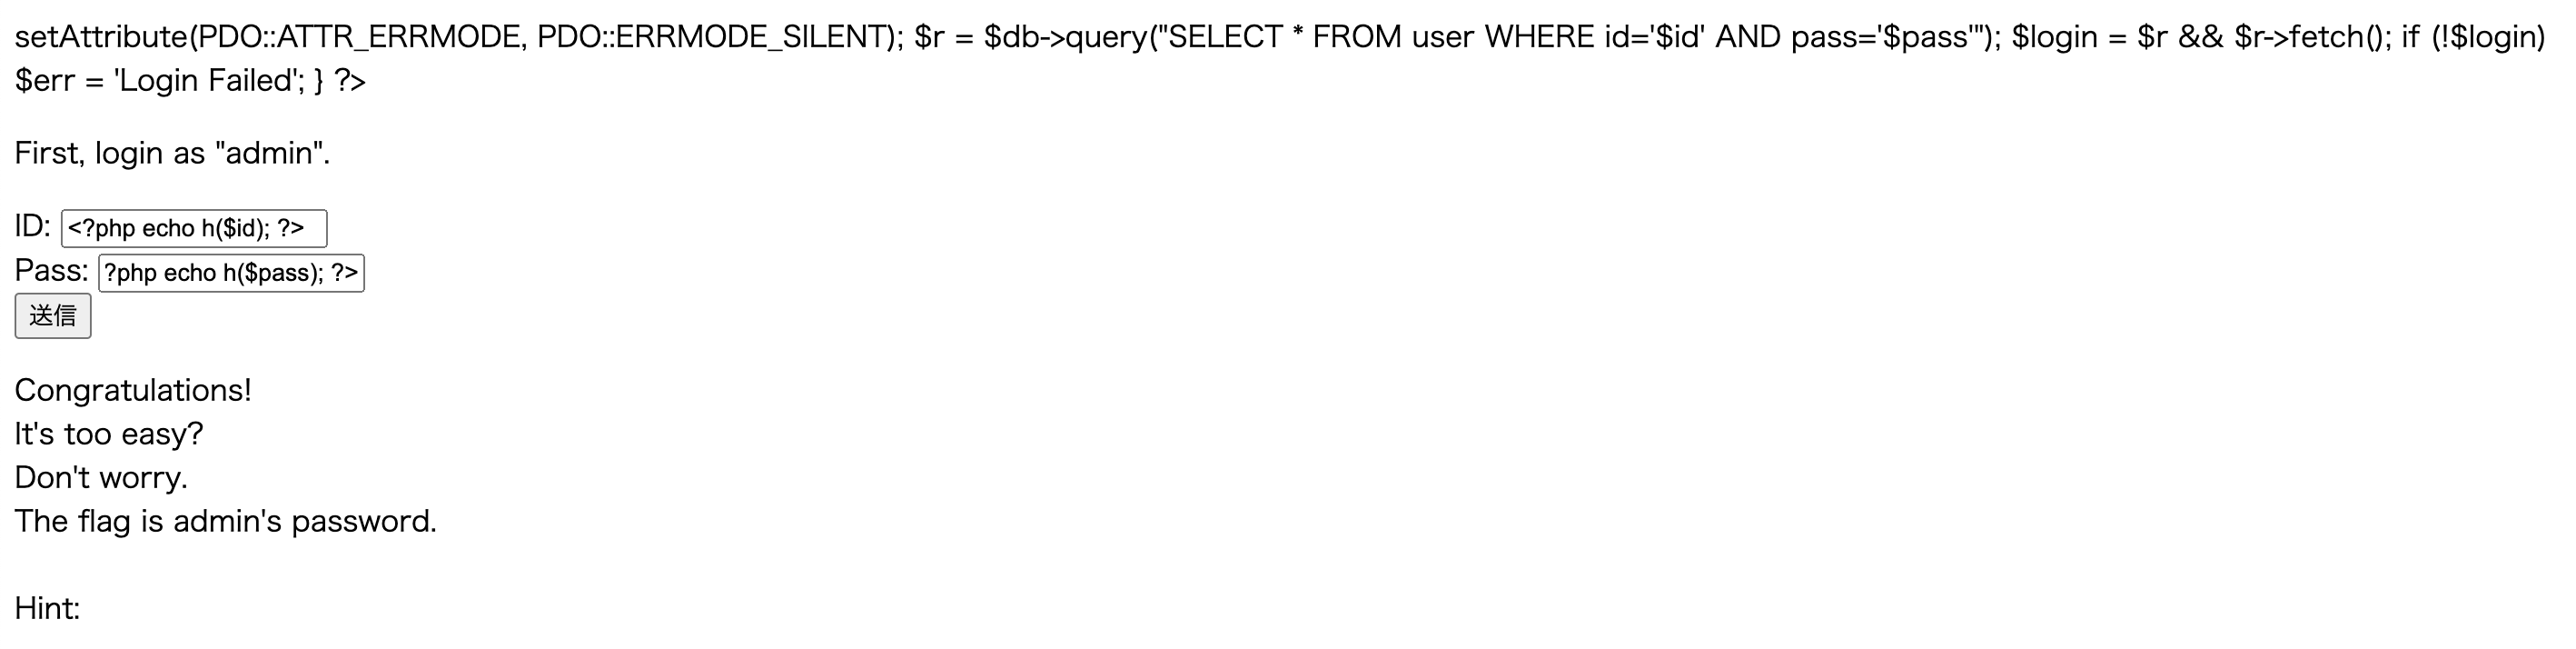 setAttribute(PDO::ATTR_ERRMODE, PDO::ERRMODE_SILENT); $r = $db->query("SELECT * FROM user WHERE id='$id' AND pass='$pass'"); $login = $r && $r->fetch(); if (!$login)
$err = 'Login Failed'; } ?>
First, login as "admin".
ID: <?php echo h($id); ?>
Pass: ?php echo h($pass); ?>
送信
Congratulations!
It's too easy?
Don't worry.
The flag is admin's password.
Hint: